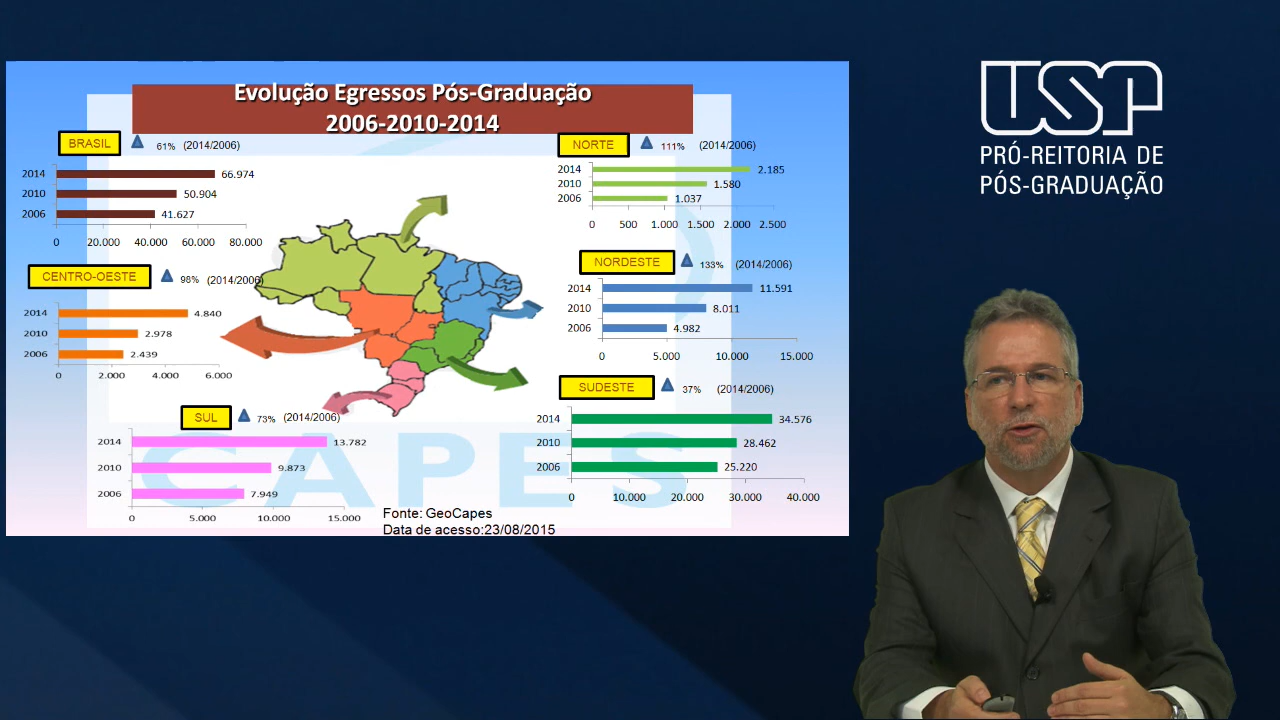 Evolução Egressos Pós-Graduação
2006-2010-2014
BRASIL 61% (2014/2006)
2014 66.974
2010 50.904
2006 41.627
0 20.000 40.000 60.000 80.000
NORTE 111% (2014/2006)
2014 2.185
2010 1.580
2006 1.037
0 500 1.000 1.500 2.000 2.500
CENTRO-OESTE 98% (2014/2006)
2014 4.840
2010 2.978
2006 2.439
0 2.000 4.000 6.000
NORDESTE 133% (2014/2006)
2014 11.591
2010 8.011
2006 4.982
0 5.000 10.000 15.000
SUL 73% (2014/2006)
2014 13.782
2010 9.873
2006 7.949
0 5.000 10.000 15.000
SUDESTE 37% (2014/2006)
2014 34.576
2010 28.462
2006 25.220
0 10.000 20.000 30.000 40.000
CAPES
Fonte: GeoCapes
Data de acesso:23/08/2015
USP
PRÓ-REITORIA DE
PÓS-GRADUAÇÃO